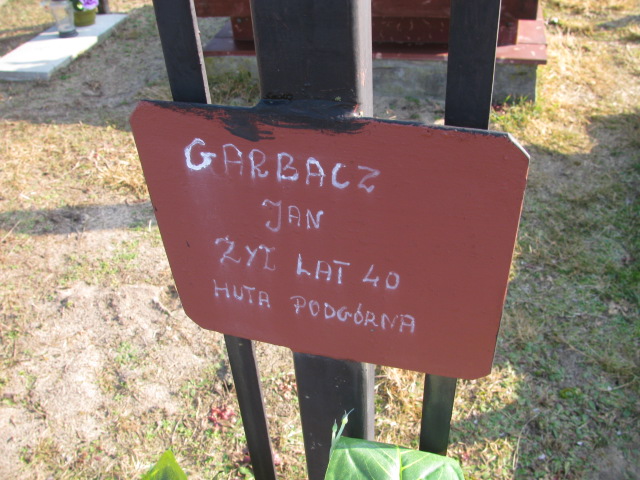 GARBACZ
JAN
ŻYŁ LAT 40
HUTA PODGÓRNA